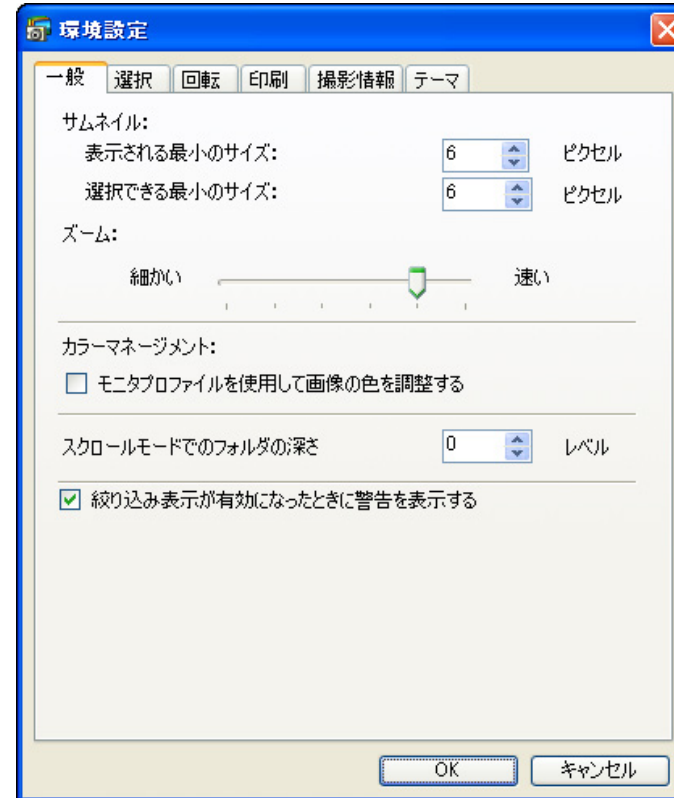 環境設定
一般 選択 回転 印刷 撮影情報 テーマ
サムネイル:
表示される最小のサイズ: 6 ピクセル
選択できる最小のサイズ: 6 ピクセル
ズーム:
細かい 速い
カラーマネージメント:
モニタプロファイルを使用して画像の色を調整する
スクロールモードでのフォルダの深さ 0 レベル
絞り込み表示が有効になったときに警告を表示する
OK キャンセル